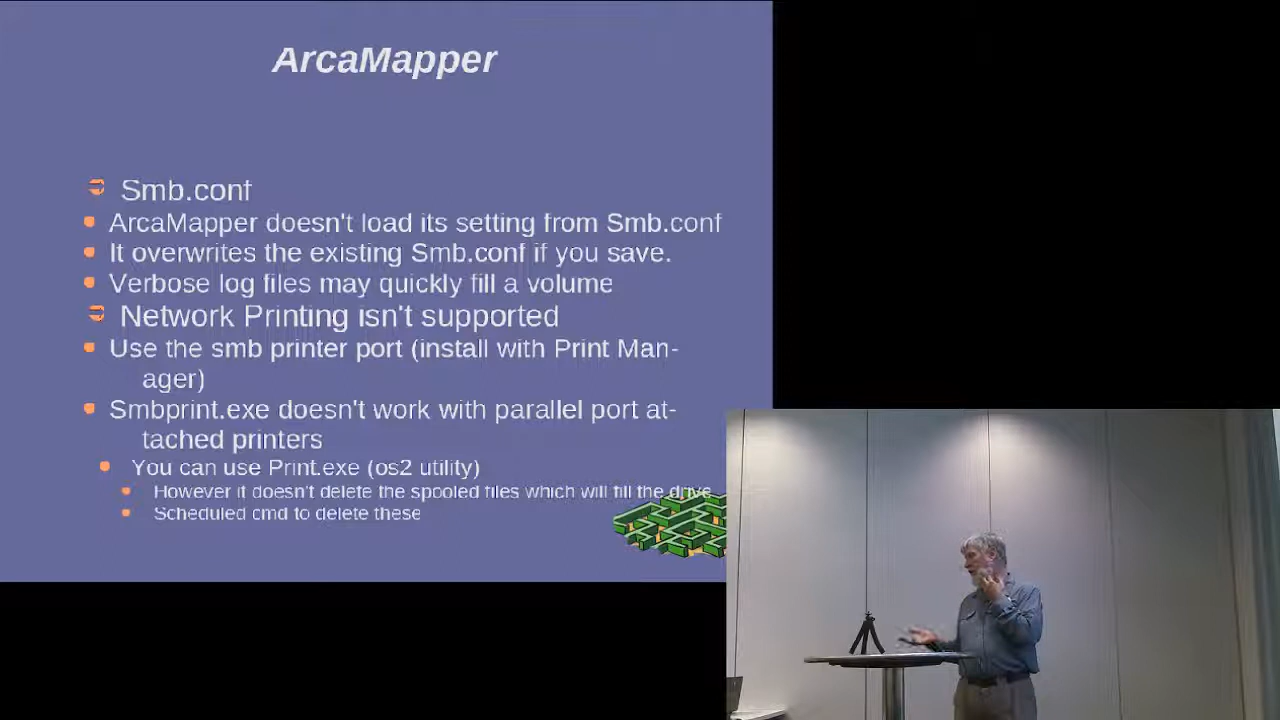 ArcaMapper
Smb.conf
ArcaMapper doesn't load its setting from Smb.conf
It overwrites the existing Smb.conf if you save.
Verbose log files may quickly fill a volume
Network Printing isn't supported
Use the smb printer port (install with Print Man-
ager)
Smbprint.exe doesn't work with parallel port at-
tached printers
You can use Print.exe (os2 utility)
However it doesn't delete the spooled files which will fill the drive
Scheduled cmd to delete these